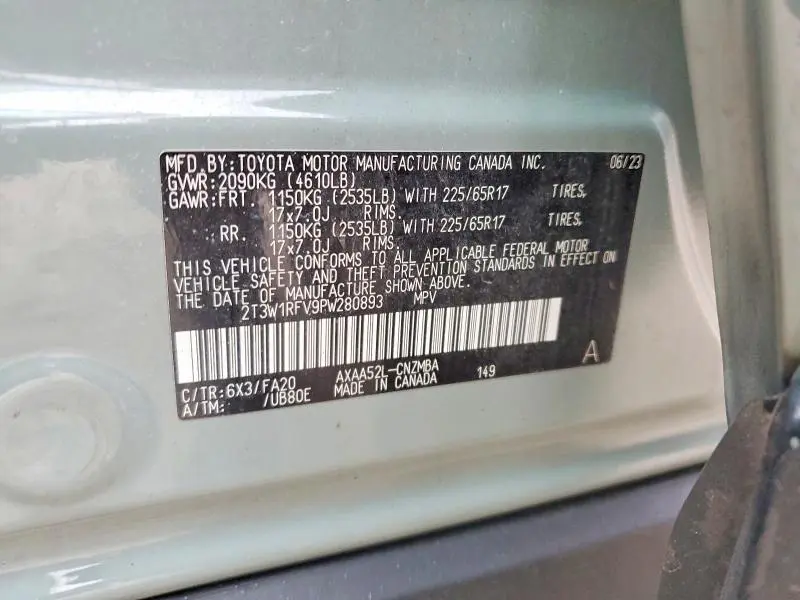 MFD. BY: TOYOTA MOTOR MANUFACTURING CANADA INC. 06/23
GVWR: 2090KG (4610LB)
GAWR: FRT. 1150KG (2535LB) WITH 225/65R17 TIRES,
17x7.0J RIMS.
RR. 1150KG (2535LB) WITH 225/65R17 TIRES,
17x7.0J RIMS.
THIS VEHICLE CONFORMS TO ALL APPLICABLE FEDERAL MOTOR
VEHICLE SAFETY AND THEFT PREVENTION STANDARDS IN EFFECT ON
THE DATE OF MANUFACTURE SHOWN ABOVE.
2T3W1RFV9PW280893 MPV
A
C/TR: 6X3/FA20 AXAA52L-CNZMBA 149
A/TM: /UB80E MADE IN CANADA